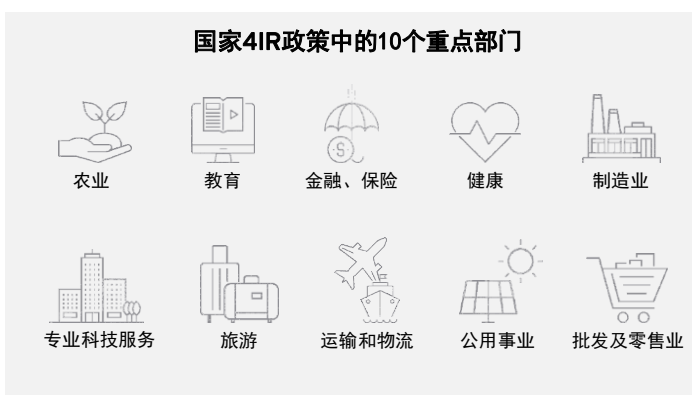 国家4IR政策中的10个重点部门
农业
教育
金融、保险
健康
制造业
专业科技服务
旅游
运输和物流
公用事业
批发及零售业